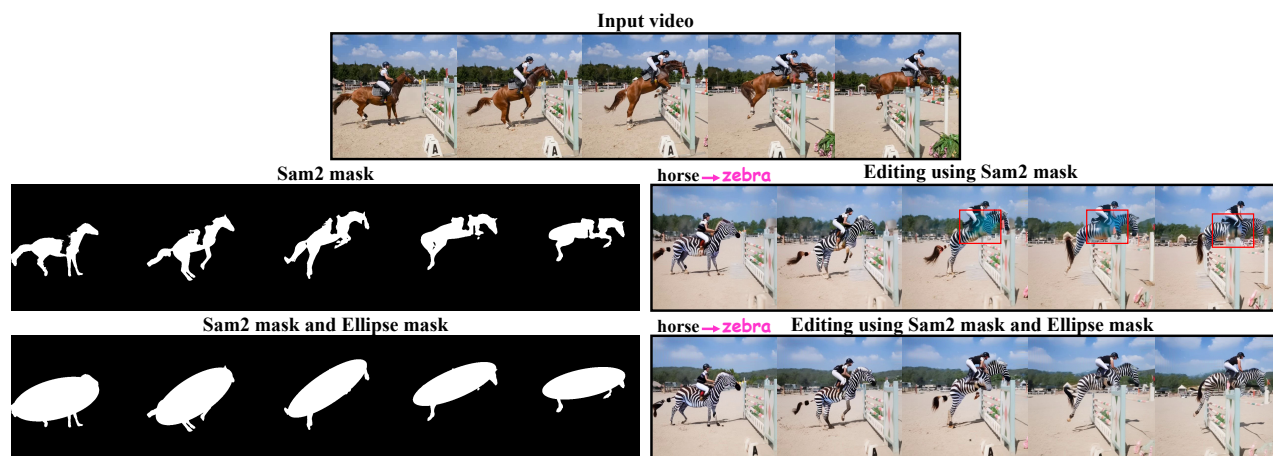 Input video
A
Sam2 mask
horse → zebra
Editing using Sam2 mask
A
Sam2 mask and Ellipse mask
horse → zebra
Editing using Sam2 mask and Ellipse mask